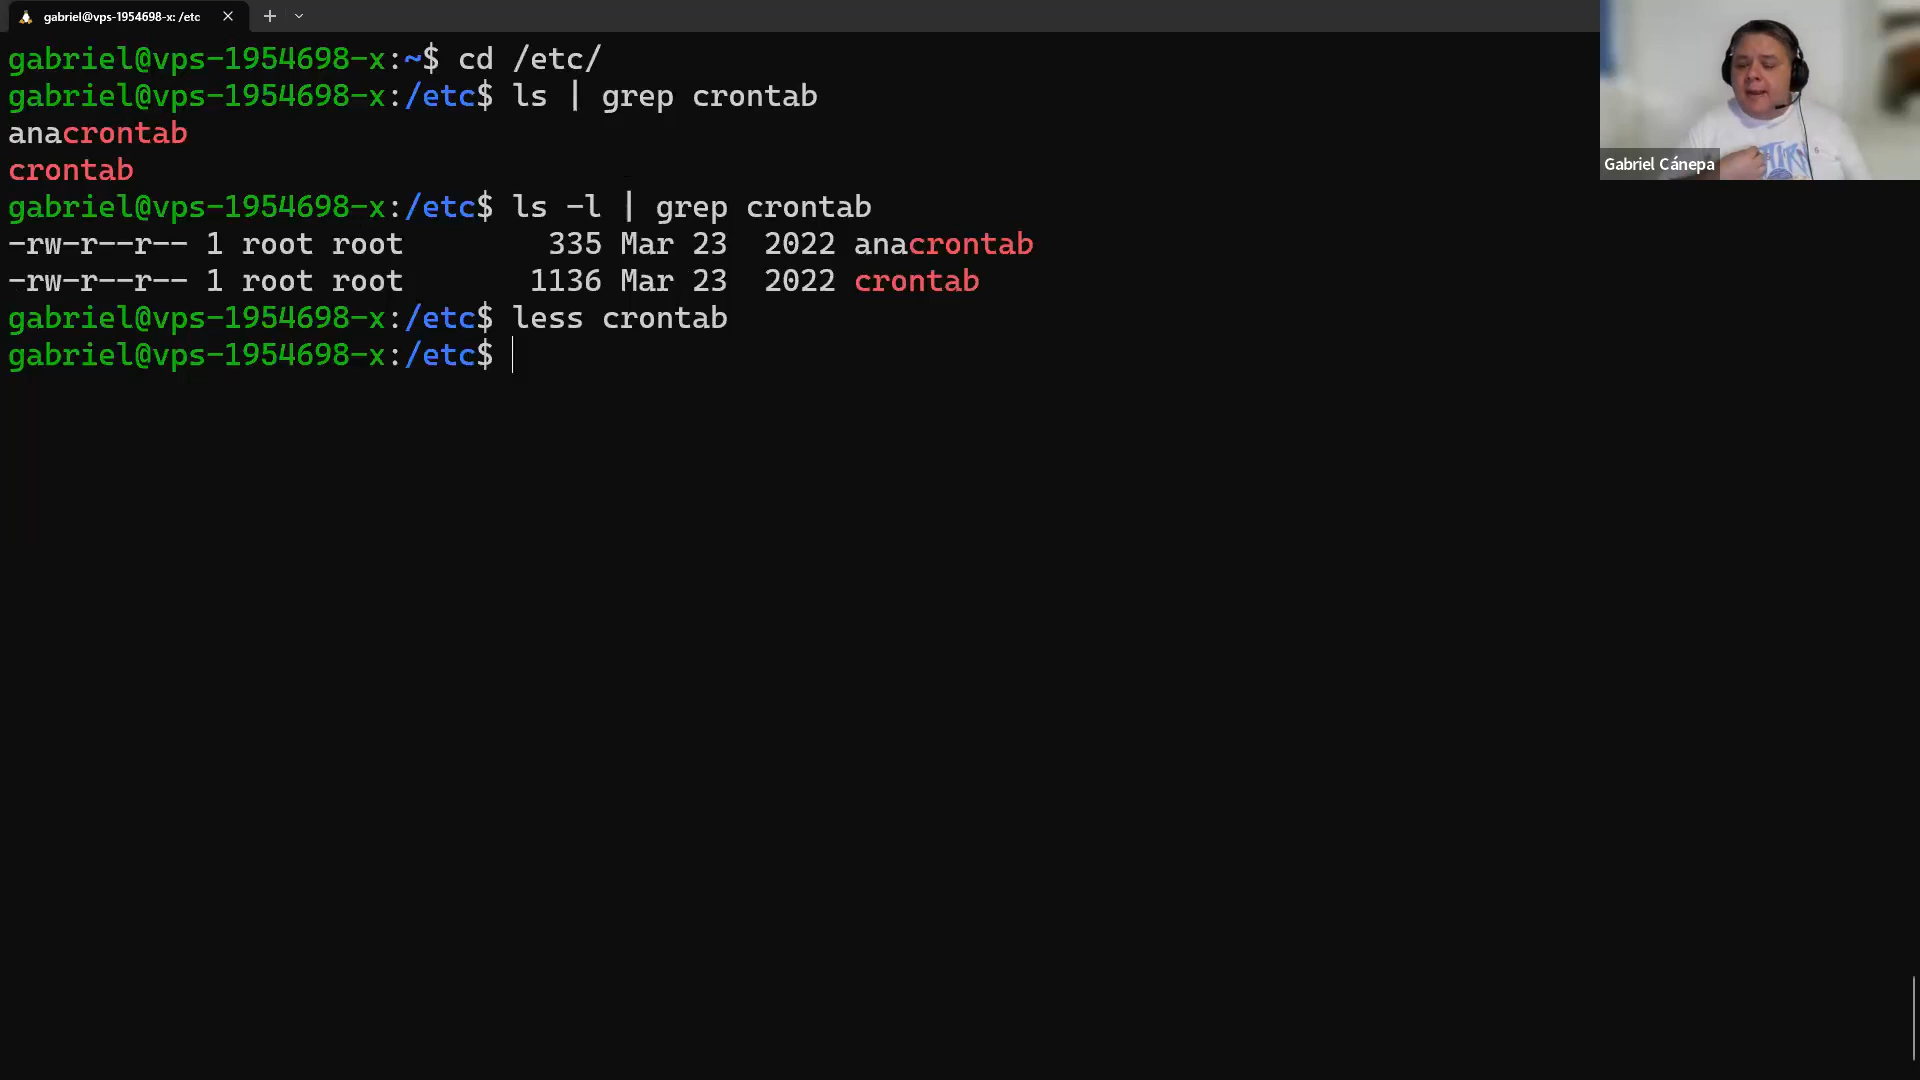 gabriel@vps-1954698-x: /etc
gabriel@vps-1954698-x:~$ cd /etc/
gabriel@vps-1954698-x:/etc$ ls | grep crontab
anacrontab
crontab
gabriel@vps-1954698-x:/etc$ ls -l | grep crontab
-rw-r--r-- 1 root root        335 Mar 23  2022 anacrontab
-rw-r--r-- 1 root root       1136 Mar 23  2022 crontab
gabriel@vps-1954698-x:/etc$ less crontab
gabriel@vps-1954698-x:/etc$
Gabriel Cánepa